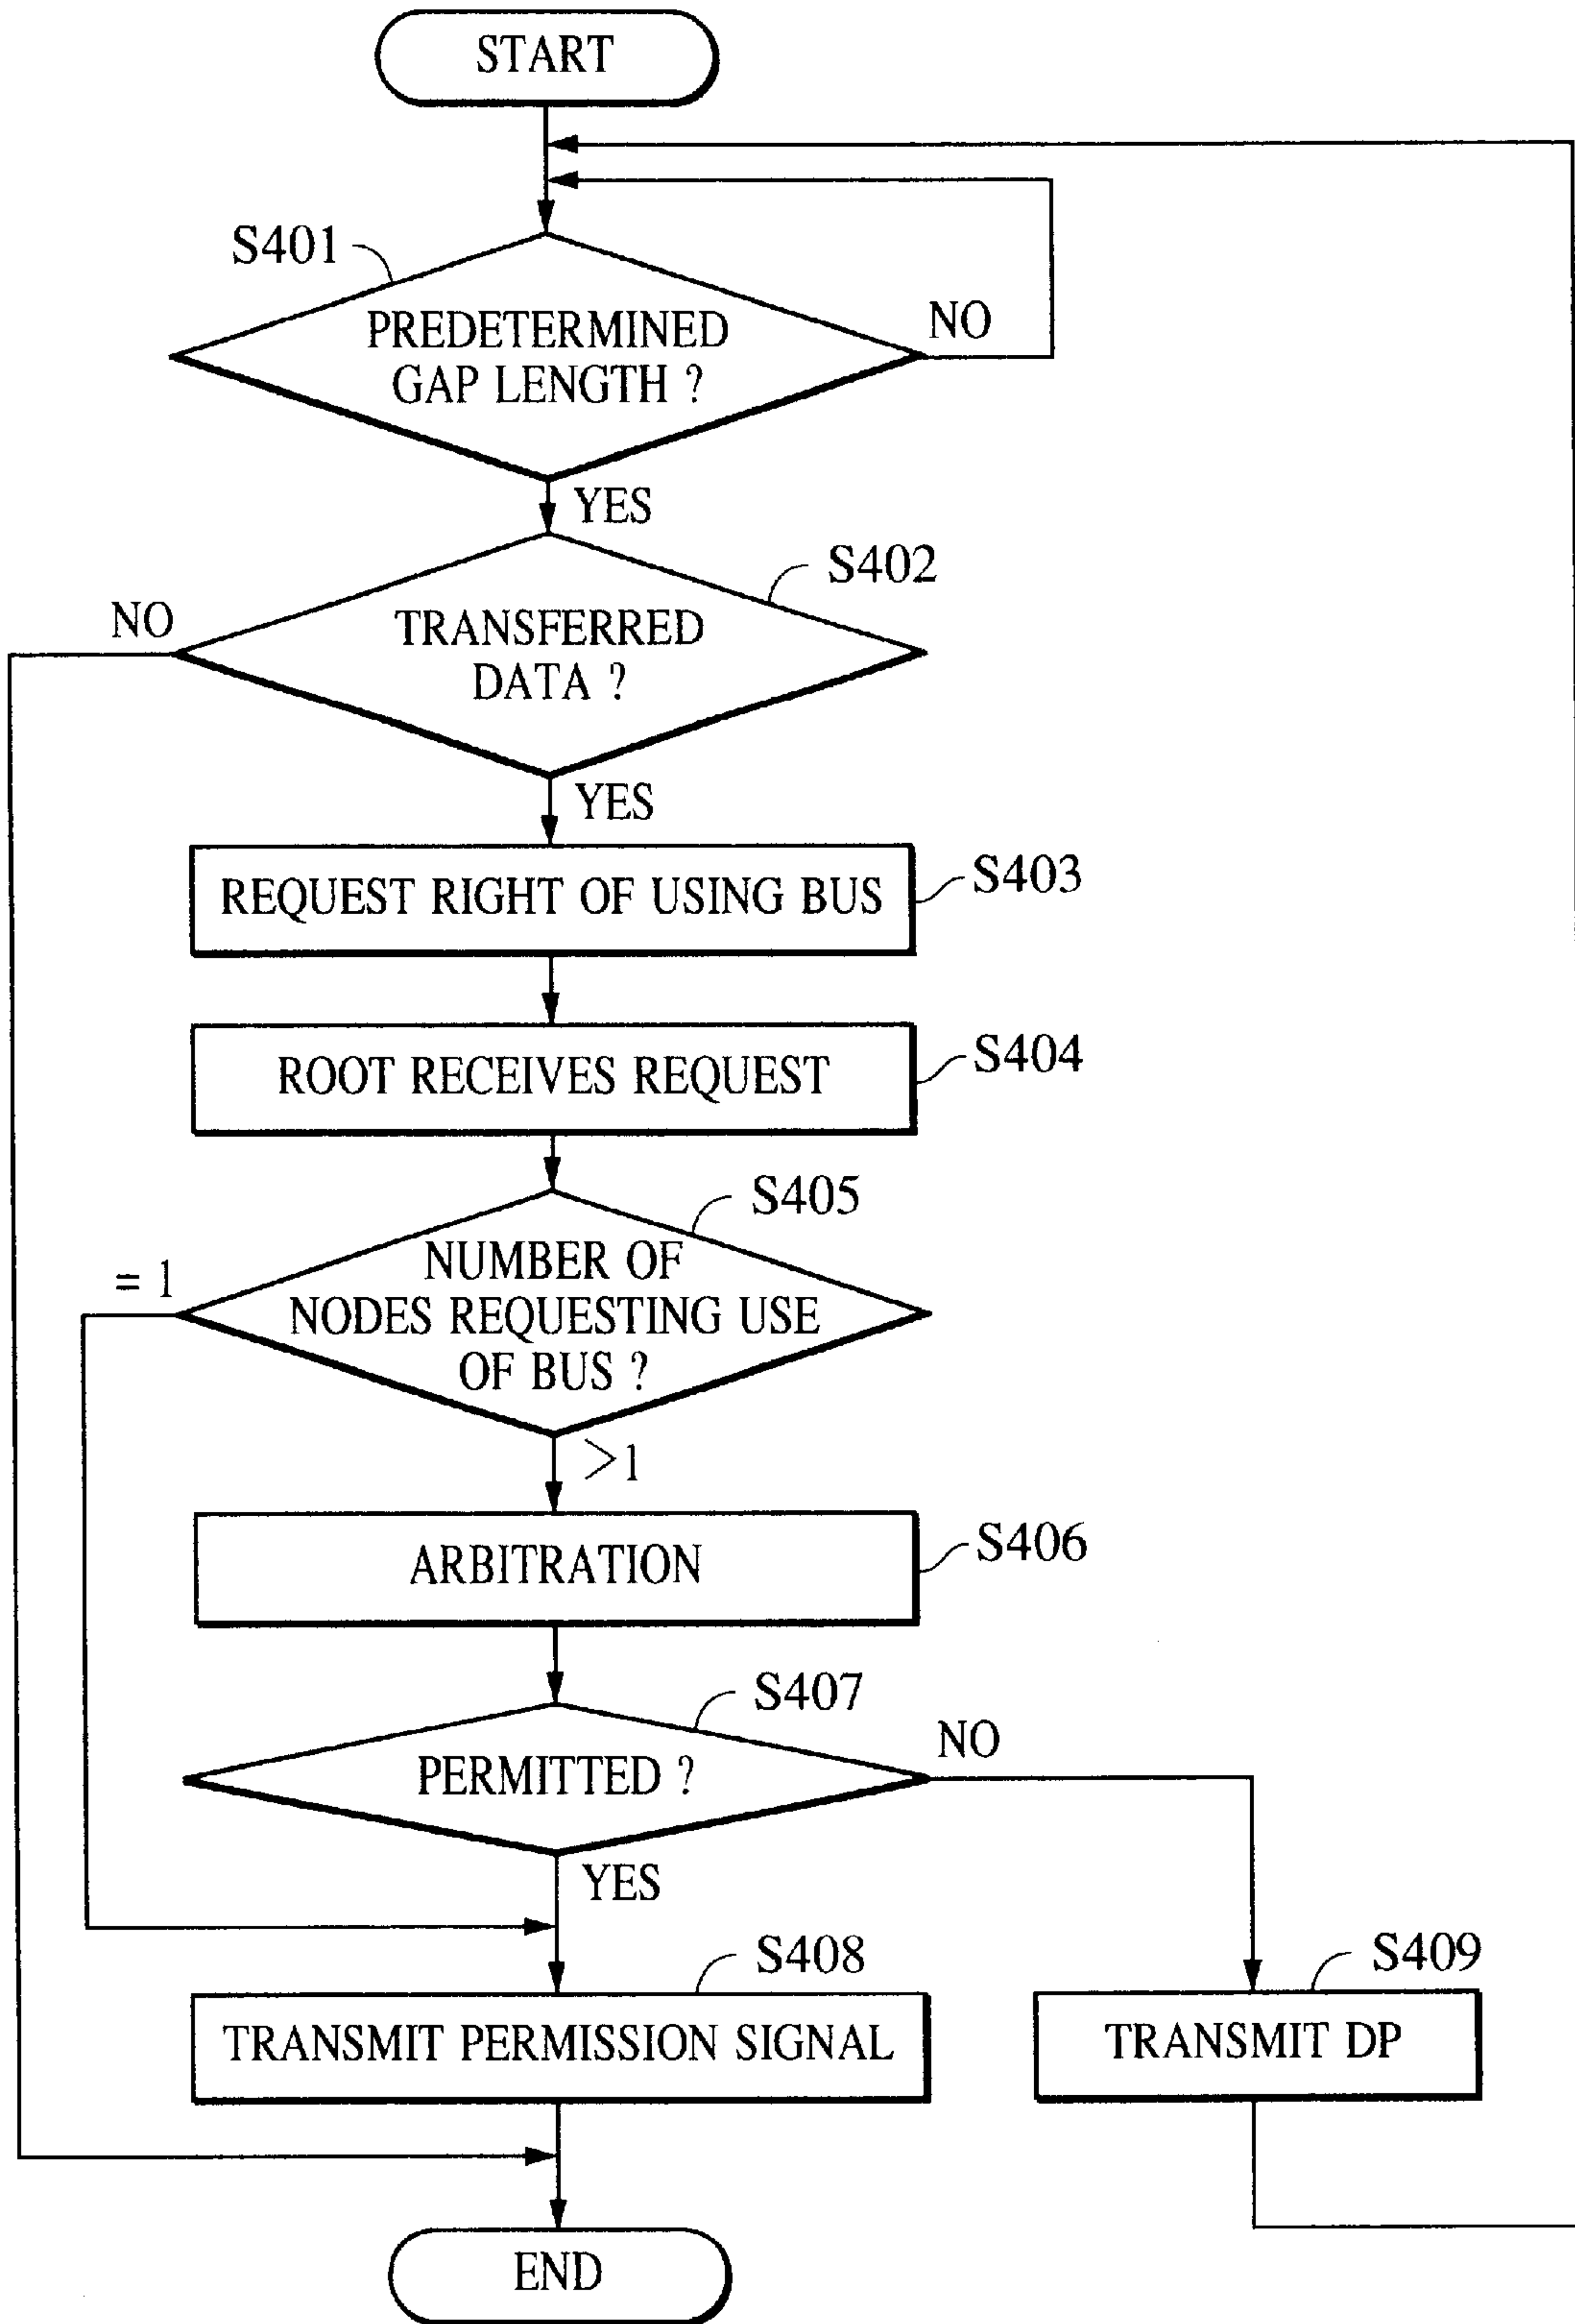 START
S401
PREDETERMINED
GAP LENGTH ?
NO
YES
S402
NO
TRANSFERRED
DATA ?
YES
REQUEST RIGHT OF USING BUS
S403
ROOT RECEIVES REQUEST
S404
S405
= 1
NUMBER OF
NODES REQUESTING USE
OF BUS ?
>1
ARBITRATION
S406
S407
PERMITTED ?
NO
YES
S408
TRANSMIT PERMISSION SIGNAL
S409
TRANSMIT DP
END